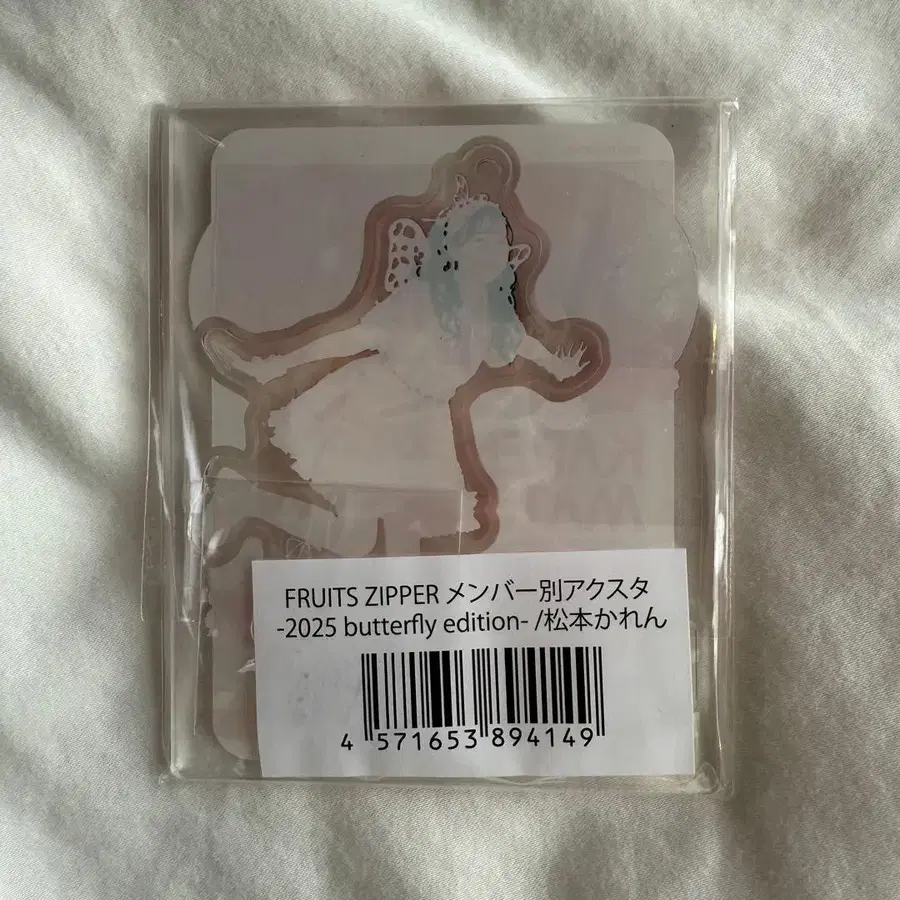 FRUITS ZIPPER メンバー別アクスタ
-2025 butterfly edition- /松本かれん
4 571653 894149